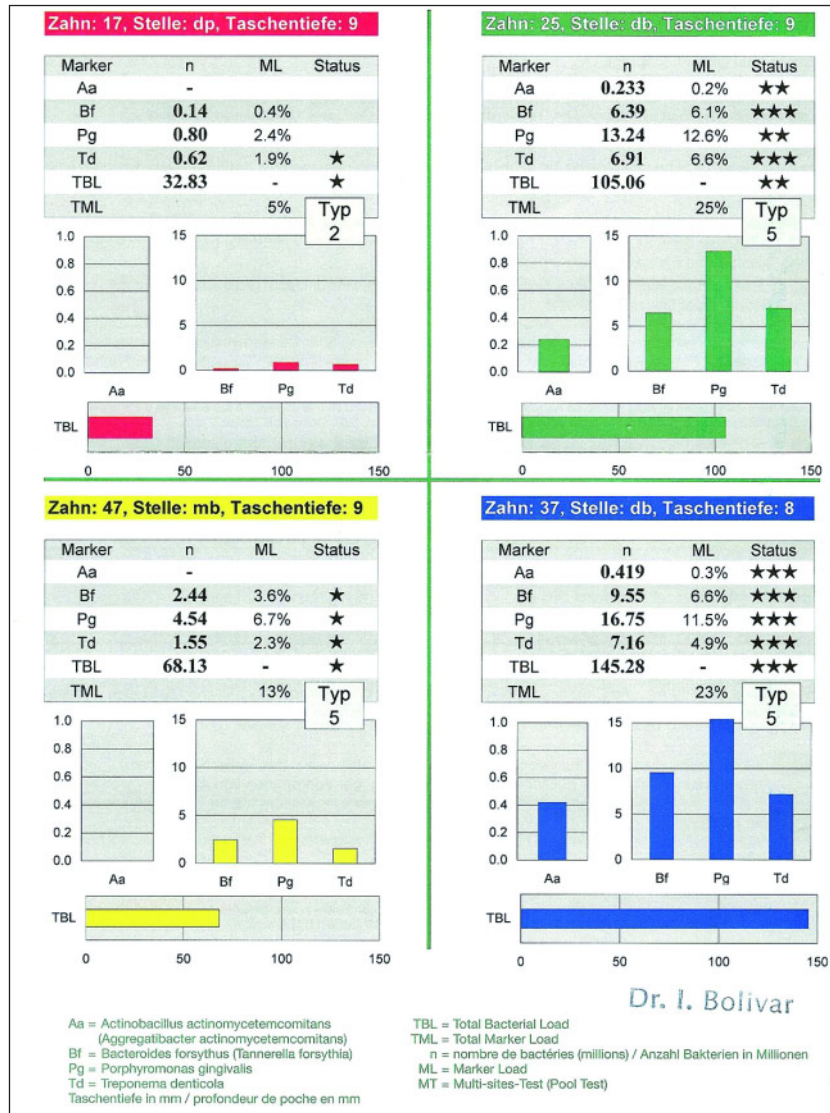 Zahn: 17, Stelle: dp, Taschentiefe: 9
Marker n ML Status
Aa -
Bf 0.14 0.4%
Pg 0.80 2.4%
Td 0.62 1.9% ★
TBL 32.83 - ★
TML 5%
Typ
2
1.0
0.8
0.6
0.4
0.2
0.0
Aa
15
10
5
0
Bf Pg Td
TBL
0 50 100 150
Zahn: 25, Stelle: db, Taschentiefe: 9
Marker n ML Status
Aa 0.233 0.2% ★★
Bf 6.39 6.1% ★★★
Pg 13.24 12.6% ★★
Td 6.91 6.6% ★★★
TBL 105.06 - ★★
TML 25%
Typ
5
1.0
0.8
0.6
0.4
0.2
0.0
Aa
15
10
5
0
Bf Pg Td
TBL
0 50 100 150
Zahn: 47, Stelle: mb, Taschentiefe: 9
Marker n ML Status
Aa -
Bf 2.44 3.6% ★
Pg 4.54 6.7% ★
Td 1.55 2.3% ★
TBL 68.13 - ★
TML 13%
Typ
5
1.0
0.8
0.6
0.4
0.2
0.0
Aa
15
10
5
0
Bf Pg Td
TBL
0 50 100 150
Zahn: 37, Stelle: db, Taschentiefe: 8
Marker n ML Status
Aa 0.419 0.3% ★★★
Bf 9.55 6.6% ★★★
Pg 16.75 11.5% ★★★
Td 7.16 4.9% ★★★
TBL 145.28 - ★★★
TML 23%
Typ
5
1.0
0.8
0.6
0.4
0.2
0.0
Aa
15
10
5
0
Bf Pg Td
TBL
0 50 100 150
Dr. I. Bolivar
Aa = Actinobacillus actinomycetemcomitans
(Aggregatibacter actinomycetemcomitans)
Bf = Bacteroides forsythus (Tannerella forsythia)
Pg = Porphyromonas gingivalis
Td = Treponema denticola
Taschentiefe in mm / profondeur de poche en mm
TBL = Total Bacterial Load
TML = Total Marker Load
n = nombre de bactéries (millions) / Anzahl Bakterien in Millionen
ML = Marker Load
MT = Multi-sites-Test (Pool Test)